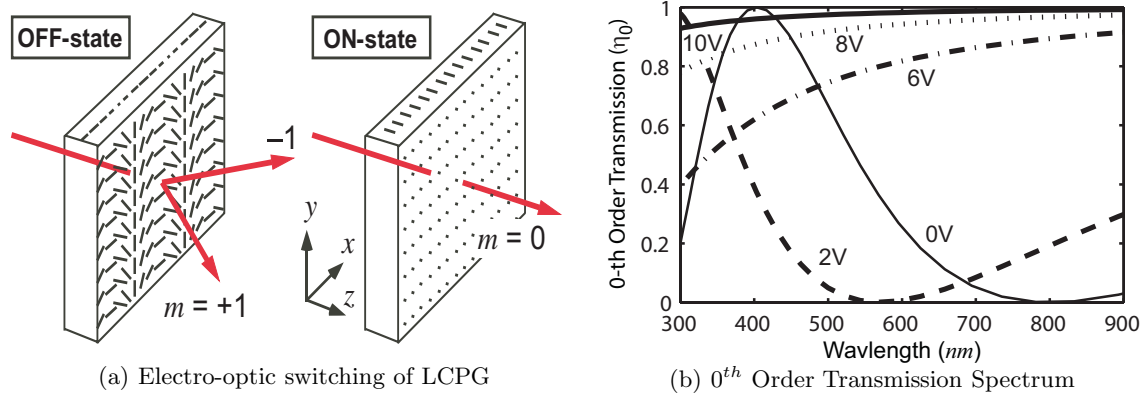 OFF-state
ON-state
–1
m = +1
m = 0
y
x
z
(a) Electro-optic switching of LCPG
0-th Order Transmission (η0)
1
0.8
0.6
0.4
0.2
0
10V
8V
6V
0V
2V
300
400
500
600
700
800
900
Wavlength (nm)
(b) 0th Order Transmission Spectrum